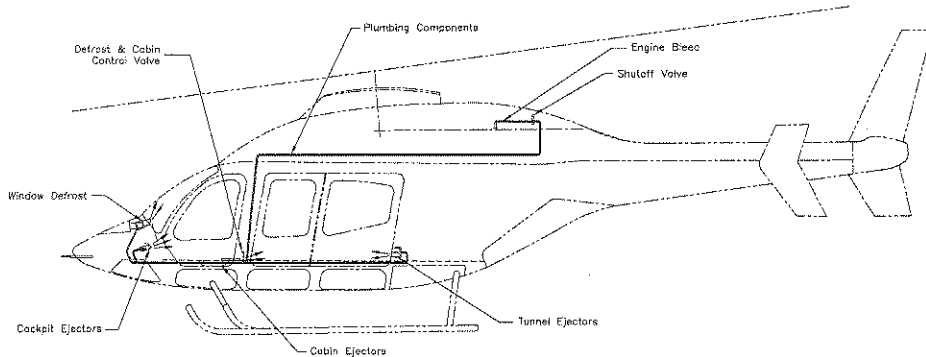 Plumbing Components
Defrost & Cabin
Control Valve
Engine Bleed
Shutoff Valve
Window Defrost
Cockpit Ejectors
Cabin Ejectors
Tunnel Ejectors